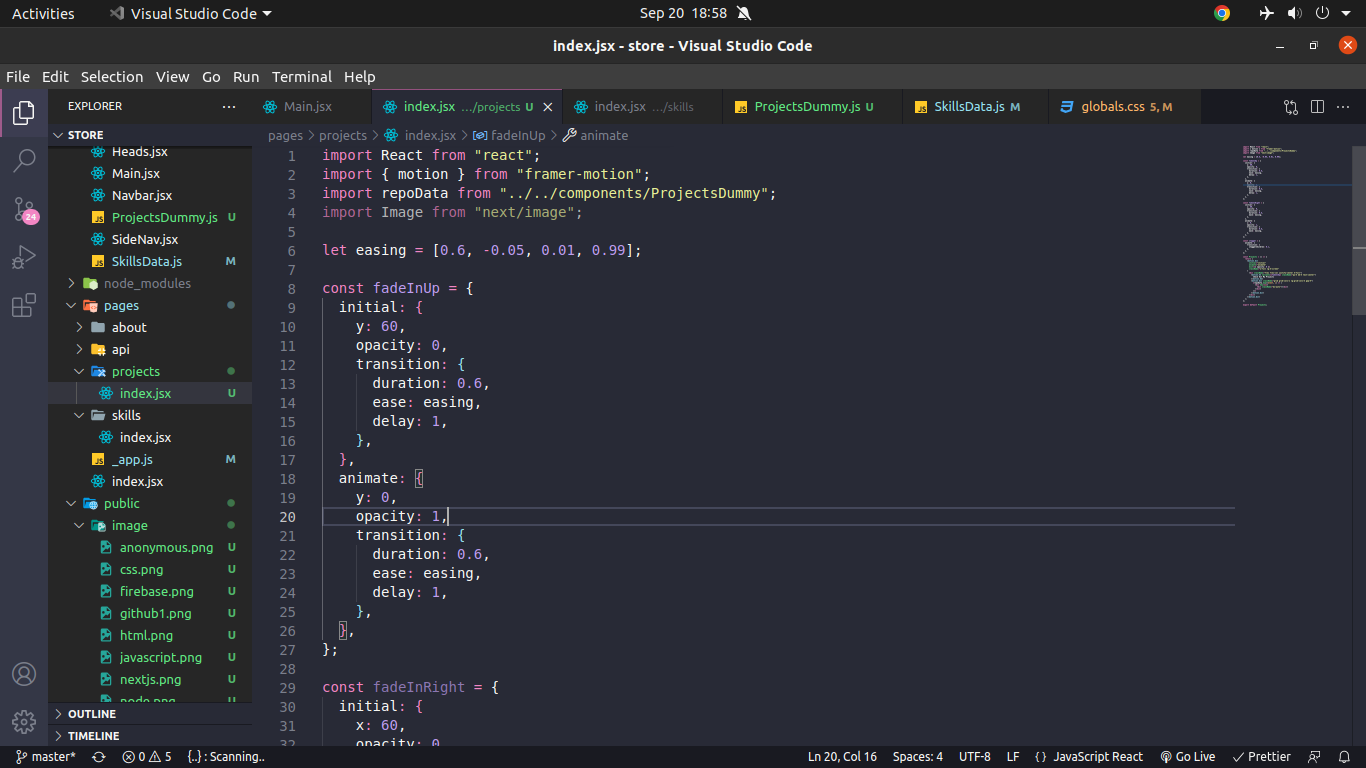 Activities
Visual Studio Code
Sep 20 18:58
index.jsx - store - Visual Studio Code
File Edit Selection View Go Run Terminal Help
EXPLORER
Main.jsx
index.jsx .../projects U
index.jsx .../skills
ProjectsDummy.js U
SkillsData.js M
globals.css 5, M
STORE
pages > projects > index.jsx > fadeInUp > animate
24
Heads.jsx
Main.jsx
Navbar.jsx
ProjectsDummy.js U
SideNav.jsx
SkillsData.js M
node_modules
pages
about
api
projects
index.jsx U
skills
index.jsx
_app.js M
index.jsx
public
image
anonymous.png U
css.png U
firebase.png U
github1.png U
html.png U
javascript.png U
nextjs.png U
node.png
OUTLINE
TIMELINE
1 import React from "react";
2 import { motion } from "framer-motion";
3 import repoData from "../../components/ProjectsDummy";
4 import Image from "next/image";
5
6 let easing = [0.6, -0.05, 0.01, 0.99];
7
8 const fadeInUp = {
9 initial: {
10 y: 60,
11 opacity: 0,
12 transition: {
13 duration: 0.6,
14 ease: easing,
15 delay: 1,
16 },
17 },
18 animate: {
19 y: 0,
20 opacity: 1,
21 transition: {
22 duration: 0.6,
23 ease: easing,
24 delay: 1,
25 },
26 },
27 };
28
29 const fadeInRight = {
30 initial: {
31 x: 60,
32 opacity: 0
master* 0 5 {..} : Scanning..
Ln 20, Col 16 Spaces: 4 UTF-8 LF { } JavaScript React Go Live Prettier